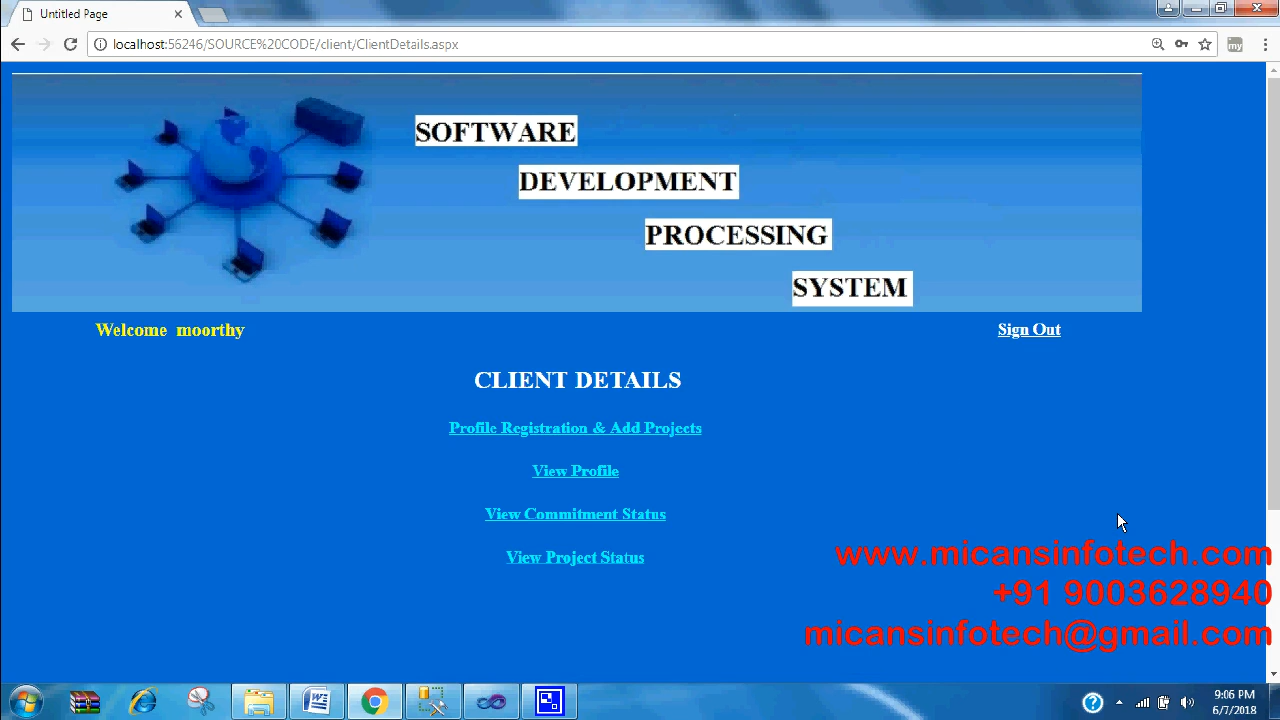 Untitled Page
localhost:56246/SOURCE%20CODE/client/ClientDetails.aspx
my
SOFTWARE
DEVELOPMENT
PROCESSING
SYSTEM
Welcome moorthy
Sign Out
CLIENT DETAILS
Profile Registration & Add Projects
View Profile
View Commitment Status
View Project Status
www.micansinfotech.com
+91 9003628940
micansinfotech@gmail.com
9:06 PM
6/7/2018